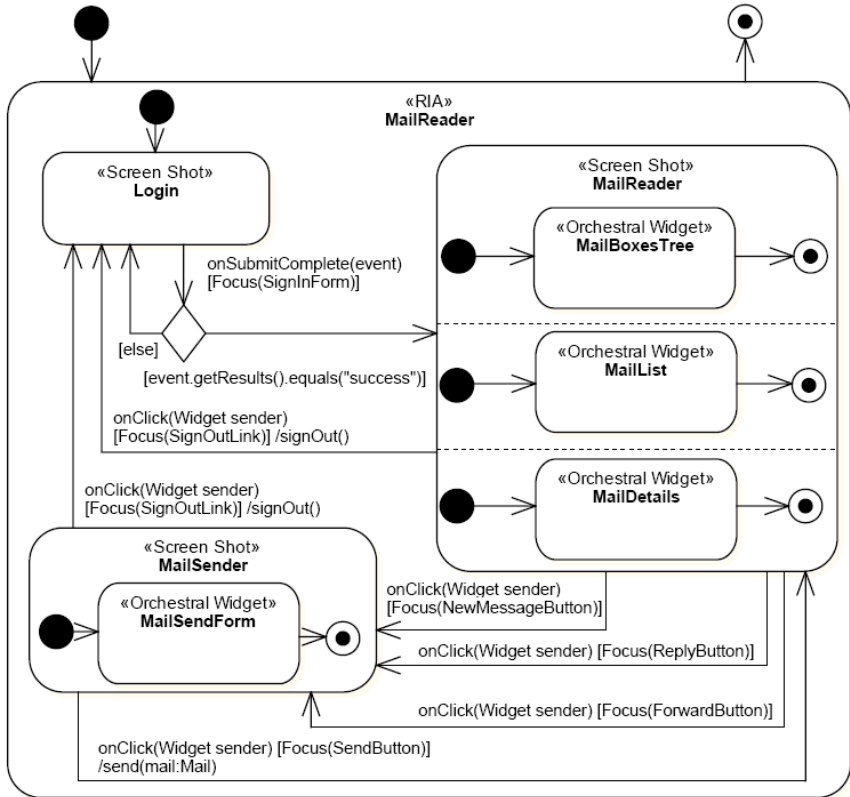 «RIA»
MailReader
«Screen Shot»
Login
«Screen Shot»
MailReader
«Orchestral Widget»
MailBoxesTree
onSubmitComplete(event)
[Focus(SignInForm)]
[else]
[event.getResults().equals("success")]
«Orchestral Widget»
MailList
onClick(Widget sender)
[Focus(SignOutLink)] /signOut()
«Orchestral Widget»
MailDetails
onClick(Widget sender)
[Focus(SignOutLink)] /signOut()
«Screen Shot»
MailSender
«Orchestral Widget»
MailSendForm
onClick(Widget sender)
[Focus(NewMessageButton)]
onClick(Widget sender) [Focus(ReplyButton)]
onClick(Widget sender) [Focus(ForwardButton)]
onClick(Widget sender) [Focus(SendButton)]
/send(mail:Mail)